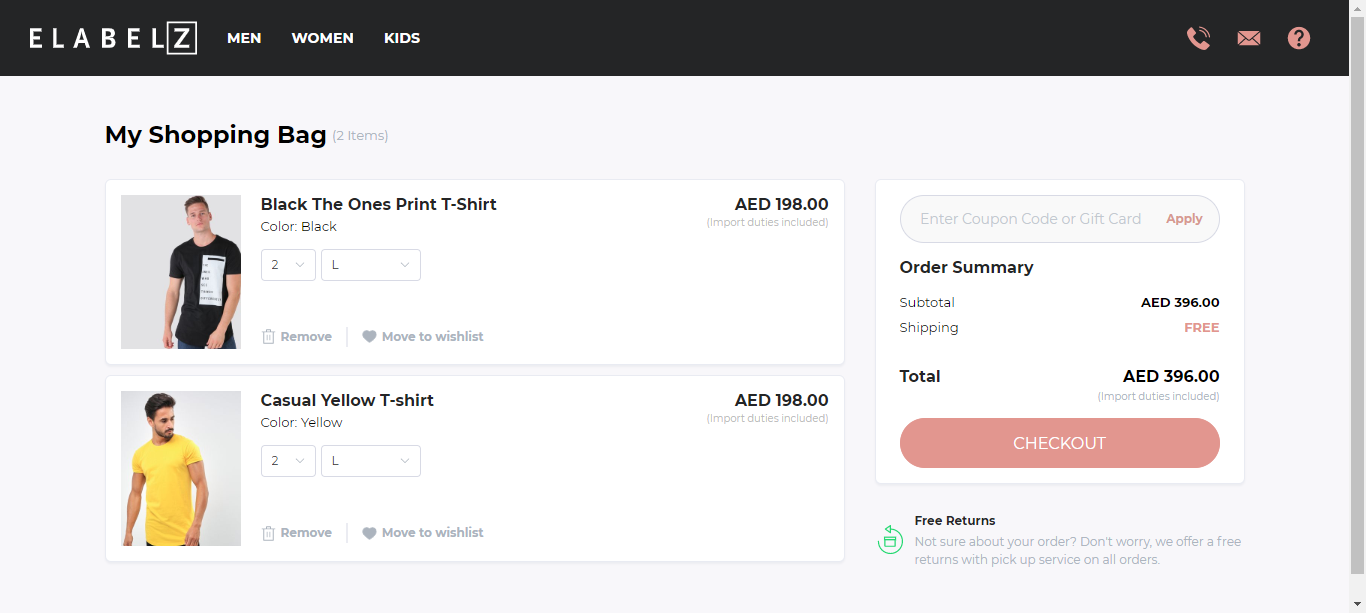 ELABELZ MEN WOMEN KIDS
My Shopping Bag (2 Items)
Black The Ones Print T-Shirt
Color: Black
2 L
Remove Move to wishlist
AED 198.00
(Import duties included)
Casual Yellow T-shirt
Color: Yellow
2 L
Remove Move to wishlist
AED 198.00
(Import duties included)
Enter Coupon Code or Gift Card Apply
Order Summary
Subtotal AED 396.00
Shipping FREE
Total AED 396.00
(Import duties included)
CHECKOUT
Free Returns
Not sure about your order? Don't worry, we offer a free
returns with pick up service on all orders.